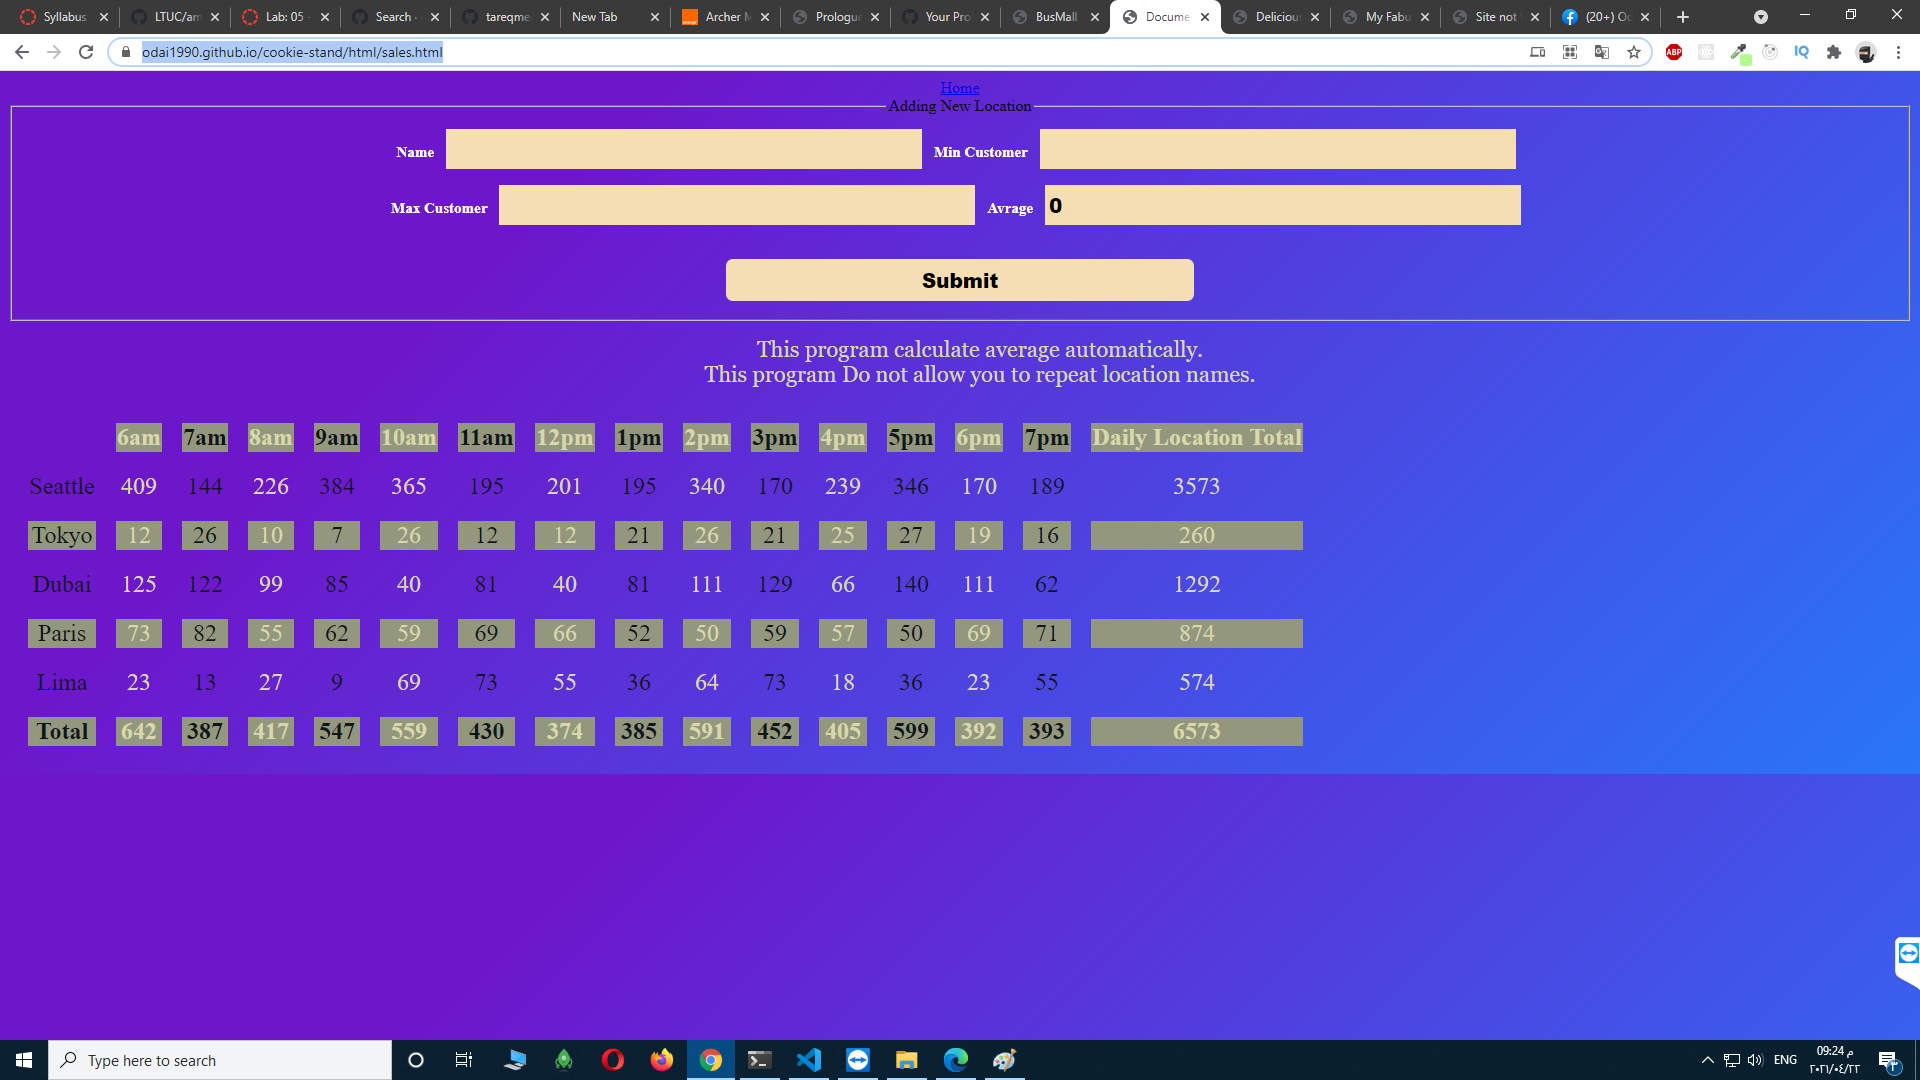 Syllabus
LTUC/am
Lab: 05 -
Search ·
tareqme
New Tab
Archer M
Prologue
Your Pro
BusMall
Docume
Delicious
My Fabu
Site not
(20+) Od
odai1990.github.io/cookie-stand/html/sales.html
ABP
IQ
Home
Adding New Location
Name Min Customer
Max Customer Avrage 0
Submit
This program calculate average automatically.
This program Do not allow you to repeat location names.
6am 7am 8am 9am 10am 11am 12pm 1pm 2pm 3pm 4pm 5pm 6pm 7pm Daily Location Total
Seattle 409 144 226 384 365 195 201 195 340 170 239 346 170 189 3573
Tokyo 12 26 10 7 26 12 12 21 26 21 25 27 19 16 260
Dubai 125 122 99 85 40 81 40 81 111 129 66 140 111 62 1292
Paris 73 82 55 62 59 69 66 52 50 59 57 50 69 71 874
Lima 23 13 27 9 69 73 55 36 64 73 18 36 23 55 574
Total 642 387 417 547 559 430 374 385 591 452 405 599 392 393 6573
Type here to search
ENG
09:24 م
٢٠٢١/٠٤/٢٢
٣